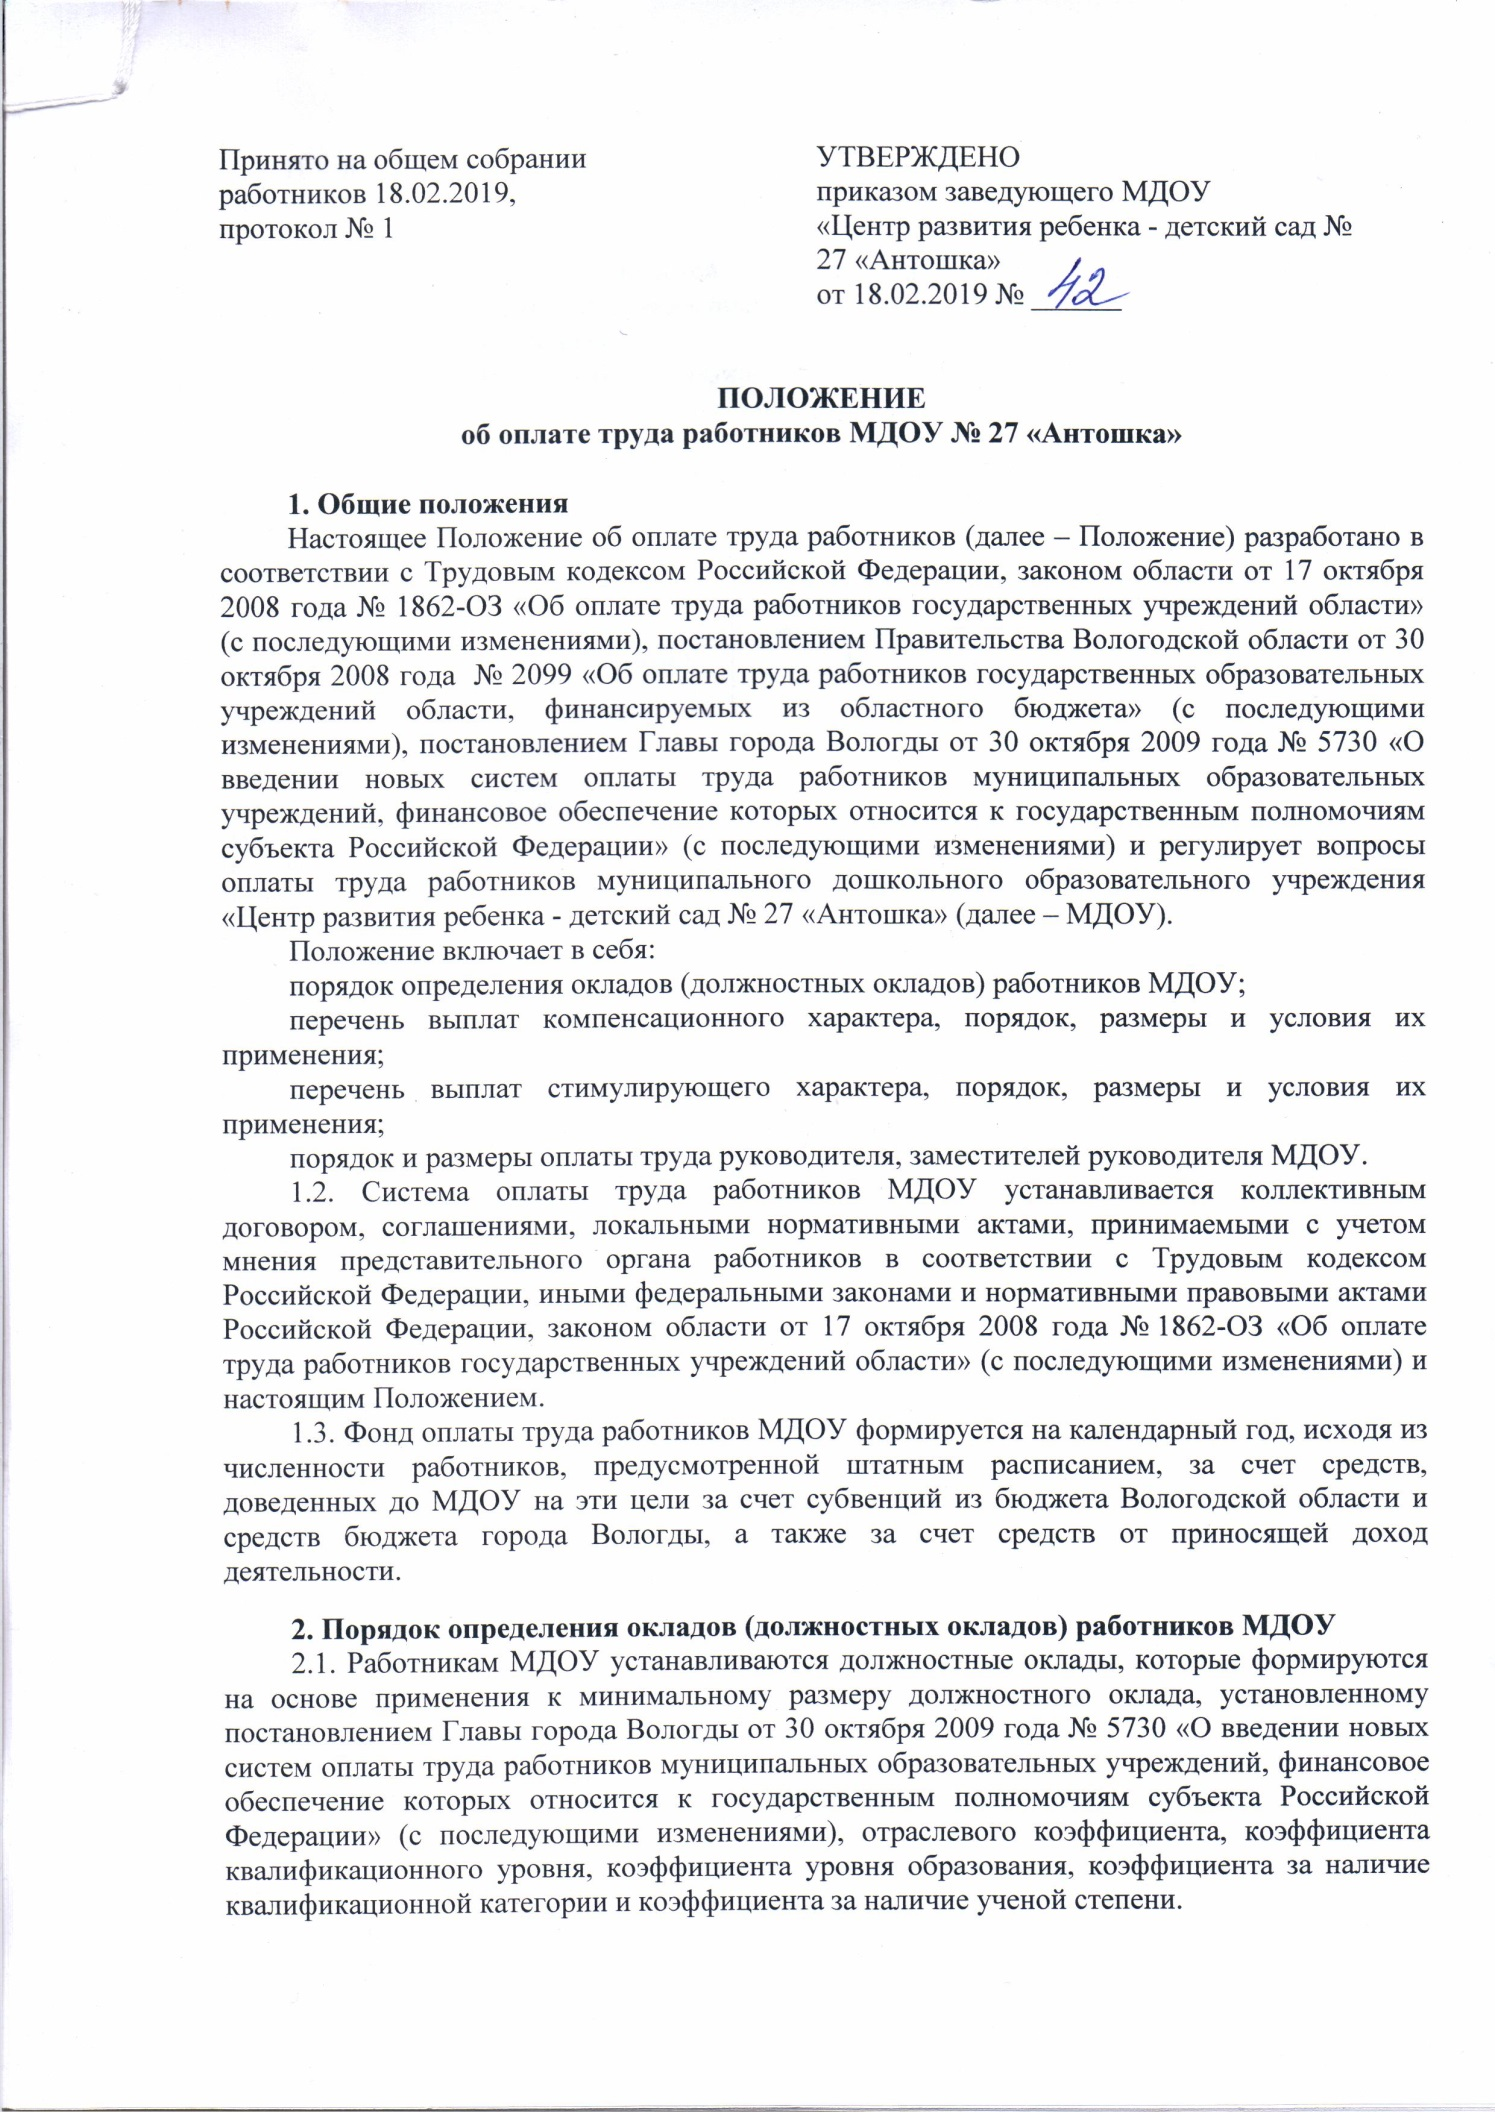 Принято на общем собрании
работников 18.02.2019,
протокол № 1
УТВЕРЖДЕНО
приказом заведующего МДОУ
«Центр развития ребенка - детский сад №
27 «Антошка»
от 18.02.2019 № 42
ПОЛОЖЕНИЕ
об оплате труда работников МДОУ № 27 «Антошка»
1. Общие положения
Настоящее Положение об оплате труда работников (далее – Положение) разработано в
соответствии с Трудовым кодексом Российской Федерации, законом области от 17 октября
2008 года № 1862-ОЗ «Об оплате труда работников государственных учреждений области»
(с последующими изменениями), постановлением Правительства Вологодской области от 30
октября 2008 года № 2099 «Об оплате труда работников государственных образовательных
учреждений области, финансируемых из областного бюджета» (с последующими
изменениями), постановлением Главы города Вологды от 30 октября 2009 года № 5730 «О
введении новых систем оплаты труда работников муниципальных образовательных
учреждений, финансовое обеспечение которых относится к государственным полномочиям
субъекта Российской Федерации» (с последующими изменениями) и регулирует вопросы
оплаты труда работников муниципального дошкольного образовательного учреждения
«Центр развития ребенка - детский сад № 27 «Антошка» (далее – МДОУ).
Положение включает в себя:
порядок определения окладов (должностных окладов) работников МДОУ;
перечень выплат компенсационного характера, порядок, размеры и условия их
применения;
перечень выплат стимулирующего характера, порядок, размеры и условия их
применения;
порядок и размеры оплаты труда руководителя, заместителей руководителя МДОУ.
1.2. Система оплаты труда работников МДОУ устанавливается коллективным
договором, соглашениями, локальными нормативными актами, принимаемыми с учетом
мнения представительного органа работников в соответствии с Трудовым кодексом
Российской Федерации, иными федеральными законами и нормативными правовыми актами
Российской Федерации, законом области от 17 октября 2008 года № 1862-ОЗ «Об оплате
труда работников государственных учреждений области» (с последующими изменениями) и
настоящим Положением.
1.3. Фонд оплаты труда работников МДОУ формируется на календарный год, исходя из
численности работников, предусмотренной штатным расписанием, за счет средств,
доведенных до МДОУ на эти цели за счет субвенций из бюджета Вологодской области и
средств бюджета города Вологды, а также за счет средств от приносящей доход
деятельности.
2. Порядок определения окладов (должностных окладов) работников МДОУ
2.1. Работникам МДОУ устанавливаются должностные оклады, которые формируются
на основе применения к минимальному размеру должностного оклада, установленному
постановлением Главы города Вологды от 30 октября 2009 года № 5730 «О введении новых
систем оплаты труда работников муниципальных образовательных учреждений, финансовое
обеспечение которых относится к государственным полномочиям субъекта Российской
Федерации» (с последующими изменениями), отраслевого коэффициента, коэффициента
квалификационного уровня, коэффициента уровня образования, коэффициента за наличие
квалификационной категории и коэффициента за наличие ученой степени.